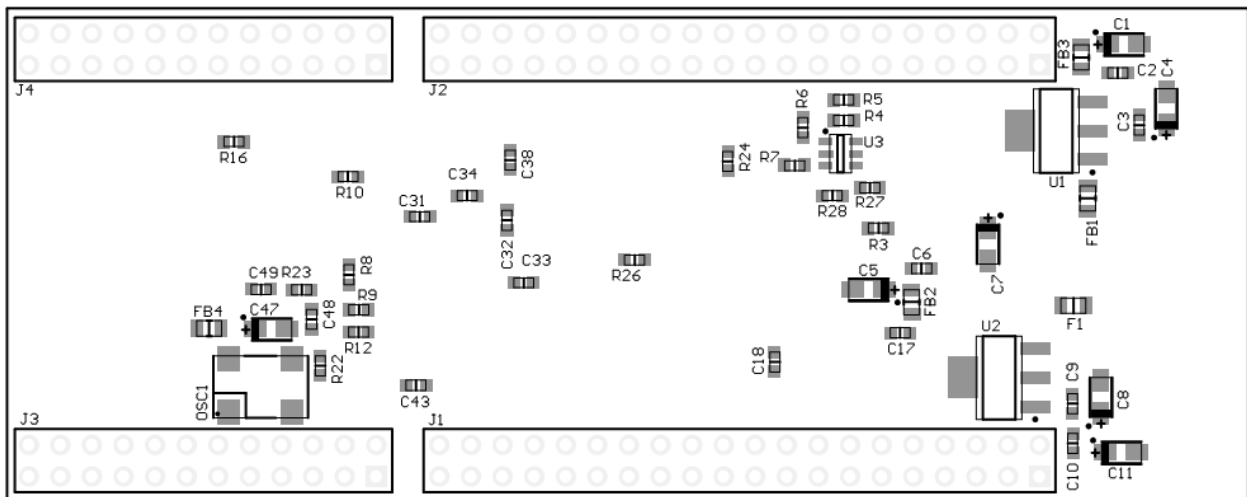 C1
FB3
C2
C4
J4
J2
R6
R5
R4
C3
U3
R16
C38
R24
R7
U1
R10
C34
R28
R27
FB1
C31
C32
R3
C33
R26
C6
C7
R8
C49
R23
C5
FB2
FB4
C47
C48
R9
F1
R12
C17
U2
R22
C18
OSC1
C43
C9
C8
J3
J1
C10
C11